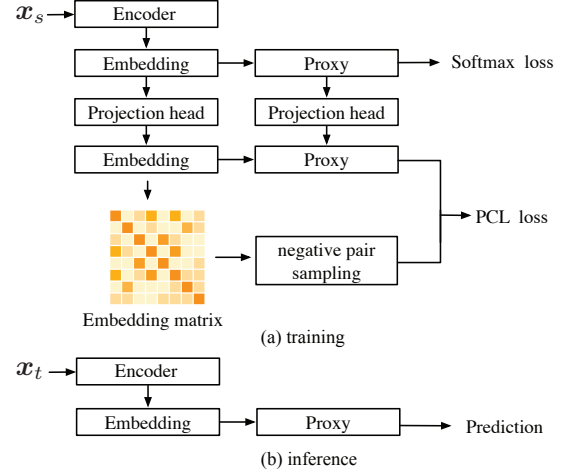 x_s Encoder
Embedding Proxy Softmax loss
Projection head Projection head
Embedding Proxy
PCL loss
negative pair
sampling
Embedding matrix
(a) training
x_t Encoder
Embedding Proxy Prediction
(b) inference